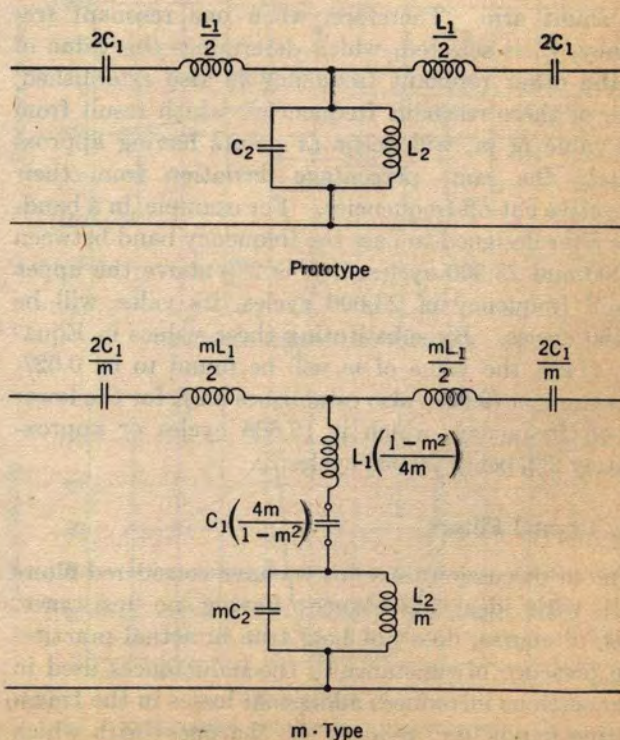 2C₁ L₁/2 L₁/2 2C₁
C₂ L₂
Prototype
2C₁/m mL₁/2 mL₁/2 2C₁/m
L₁(1 − m²/4m)
C₁(4m/1 − m²)
mC₂ L₂/m
m · Type